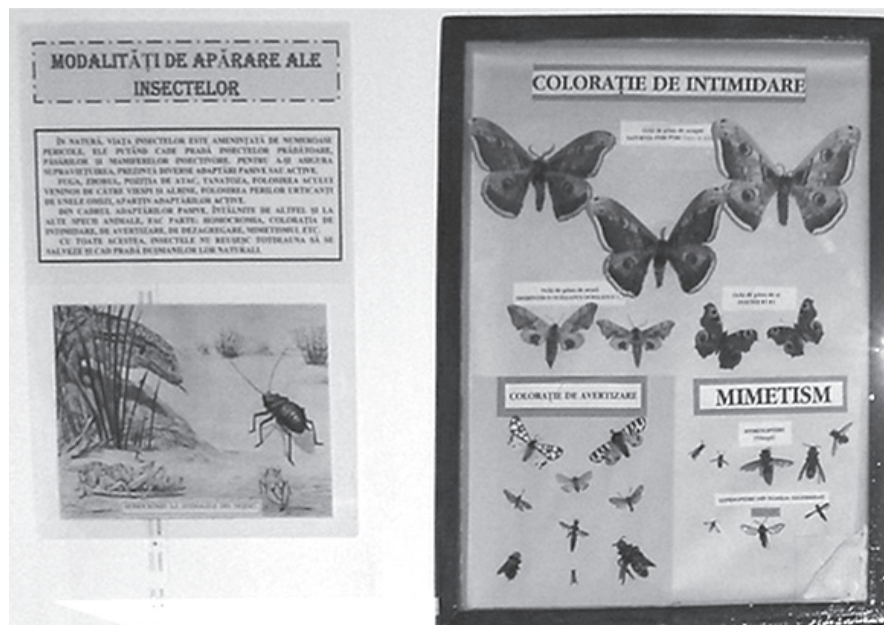 MODALITĂȚI DE APĂRARE ALE
INSECTELOR
ÎN NATURĂ, VIAȚA INSECTELOR ESTE AMENINȚATĂ DE NUMEROASE
PERICOLE, ELE PUTÂND CADE PRADĂ INSECTELOR PRĂDĂTOARE,
PĂSĂRILOR ȘI MAMIFERELOR INSECTIVORE. PENTRU A-ȘI ASIGURA
SUPRAVIEȚUIREA, PREZINTĂ DIVERSE ADAPTĂRI PASIVE SAU ACTIVE.
FUGA, ZBORUL, POZIȚIA DE ATAC, TANATOZA, FOLOSIREA ACULUI
VENINOS DE CĂTRE VIESPI ȘI ALBINE, FOLOSIREA PERILOR URTICANȚI
DE UNELE OMIZI, APARȚIN ADAPTĂRILOR ACTIVE.
DIN CADRUL ADAPTĂRILOR PASIVE, ÎNTÂLNITE DE ALTFEL ȘI LA
ALTE SPECII ANIMALE, FAC PARTE: HOMOCROMIA, COLORAȚIA DE
INTIMIDARE, DE AVERTIZARE, DE DEZAGREGARE, MIMETISMUL ETC.
CU TOATE ACESTEA, INSECTELE NU REUȘESC TOTDEAUNA SĂ SE
SALVEZE ȘI CAD PRADĂ DUȘMANILOR LOR NATURALI.
COLORAȚIE DE INTIMIDARE
COLORAȚIE DE AVERTIZARE
MIMETISM